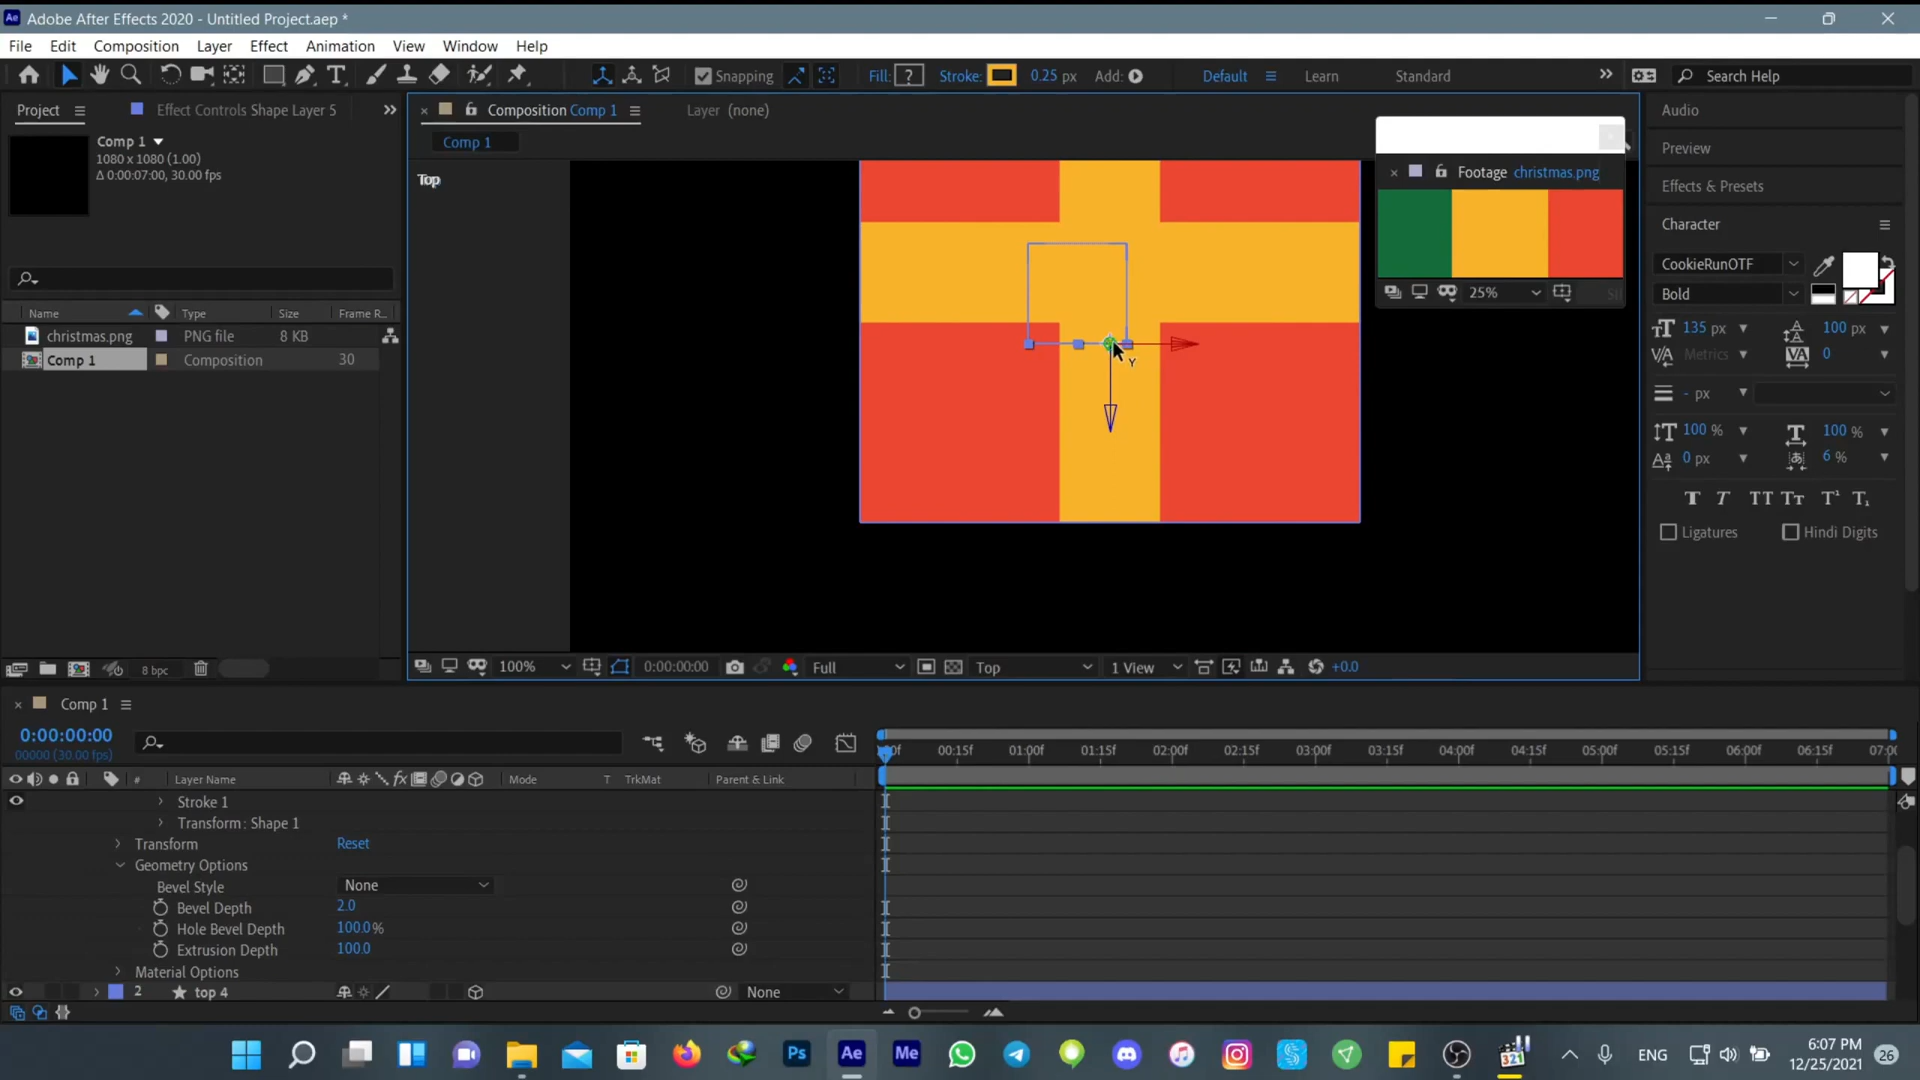 Adobe After Effects 2020 - Untitled Project.aep *
File Edit Composition Layer Effect Animation View Window Help
Snapping Fill: ? Stroke: 0.25 px Add: Default Learn Standard Search Help
Project Effect Controls Shape Layer 5
Composition Comp 1 Layer (none)
Comp 1
Comp 1
1080 x 1080 (1.00)
Δ 0:00:07:00, 30.00 fps
Top
Y
Footage christmas.png
25%
Name Type Size Frame R...
christmas.png PNG file 8 KB
Comp 1 Composition 30
8 bpc
100% 0:00:00:00 Full Top 1 View +0.0
Audio
Preview
Effects & Presets
Character
CookieRunOTF
Bold
135 px 100 px
Metrics 0
- px
100 % 100 %
0 px 6 %
T T TT Tт T¹ T₁
Ligatures Hindi Digits
Comp 1
0:00:00:00
00000 (30.00 fps)
00f 00:15f 01:00f 01:15f 02:00f 02:15f 03:00f 03:15f 04:00f 04:15f 05:00f 05:15f 06:00f 06:15f 07:00
# Layer Name Mode T TrkMat Parent & Link
Stroke 1
Transform: Shape 1
Transform Reset
Geometry Options
Bevel Style None
Bevel Depth 2.0
Hole Bevel Depth 100.0%
Extrusion Depth 100.0
Material Options
2 top 4 None
Ps Ae Me 321 ENG 6:07 PM
12/25/2021 26